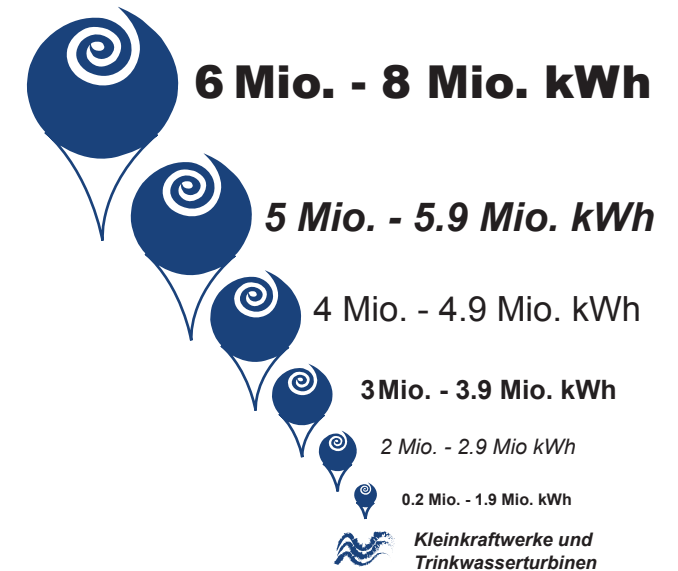 6 Mio. - 8 Mio. kWh
5 Mio. - 5.9 Mio. kWh
4 Mio. - 4.9 Mio. kWh
3 Mio. - 3.9 Mio. kWh
2 Mio. - 2.9 Mio kWh
0.2 Mio. - 1.9 Mio. kWh
Kleinkraftwerke und
Trinkwasserturbinen